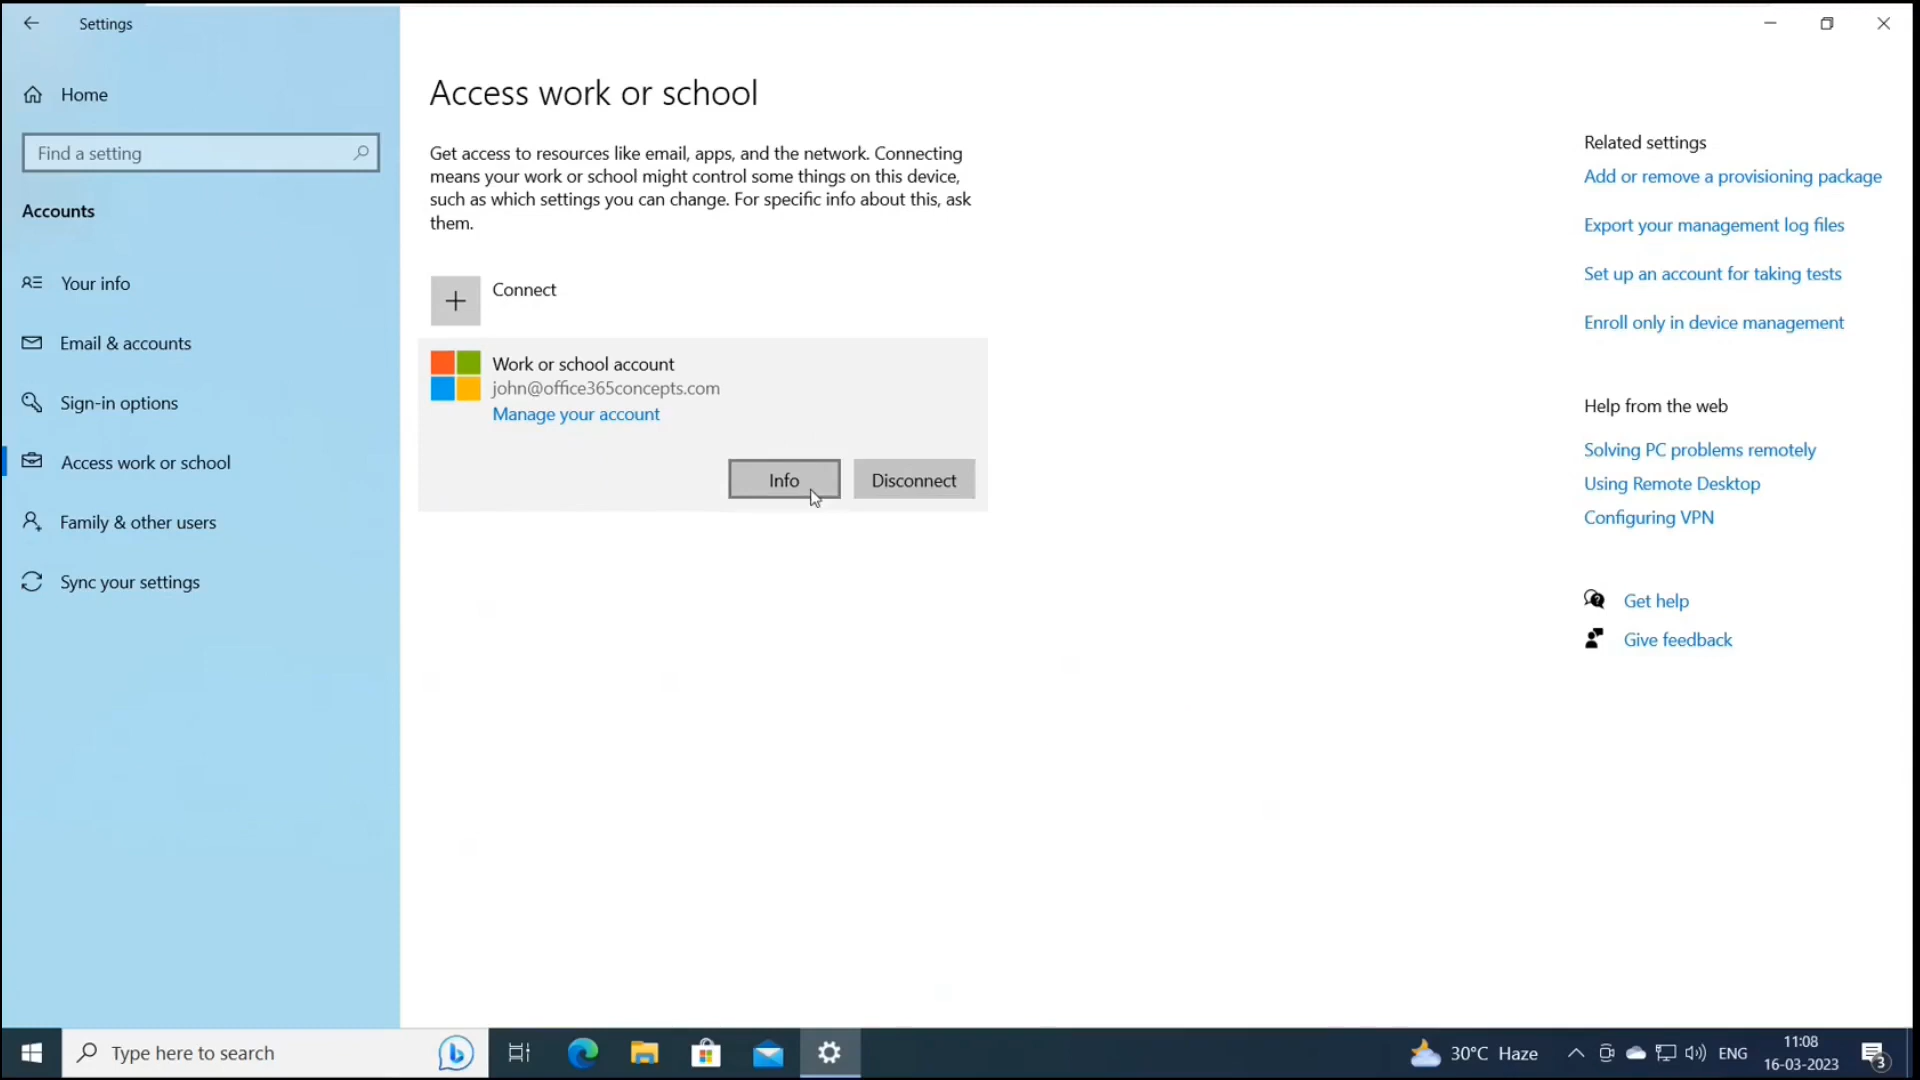 Settings
Home
Find a setting
Accounts
Your info
Email & accounts
Sign-in options
Access work or school
Family & other users
Sync your settings
Access work or school
Get access to resources like email, apps, and the network. Connecting
means your work or school might control some things on this device,
such as which settings you can change. For specific info about this, ask
them.
Connect
Work or school account
john@office365concepts.com
Manage your account
Info
Disconnect
Related settings
Add or remove a provisioning package
Export your management log files
Set up an account for taking tests
Enroll only in device management
Help from the web
Solving PC problems remotely
Using Remote Desktop
Configuring VPN
Get help
Give feedback
Type here to search
30°C Haze
ENG
11:08
16-03-2023
3